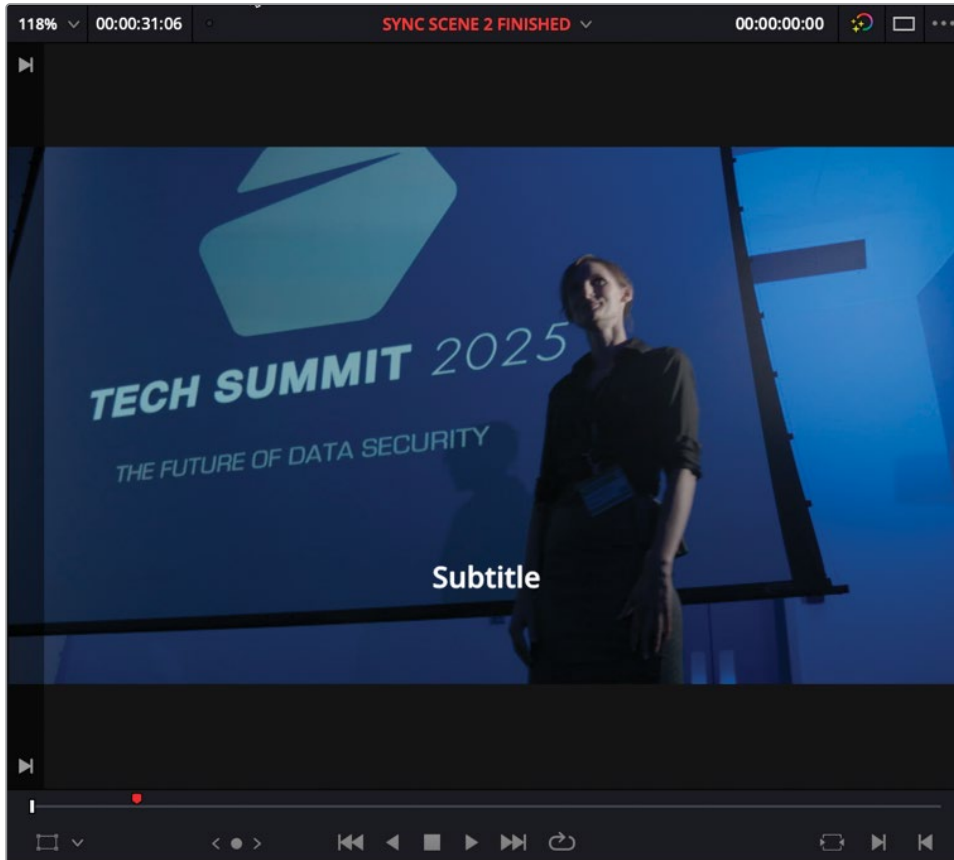 118% 00:00:31:06 SYNC SCENE 2 FINISHED 00:00:00:00
TECH SUMMIT 2025
THE FUTURE OF DATA SECURITY
Subtitle